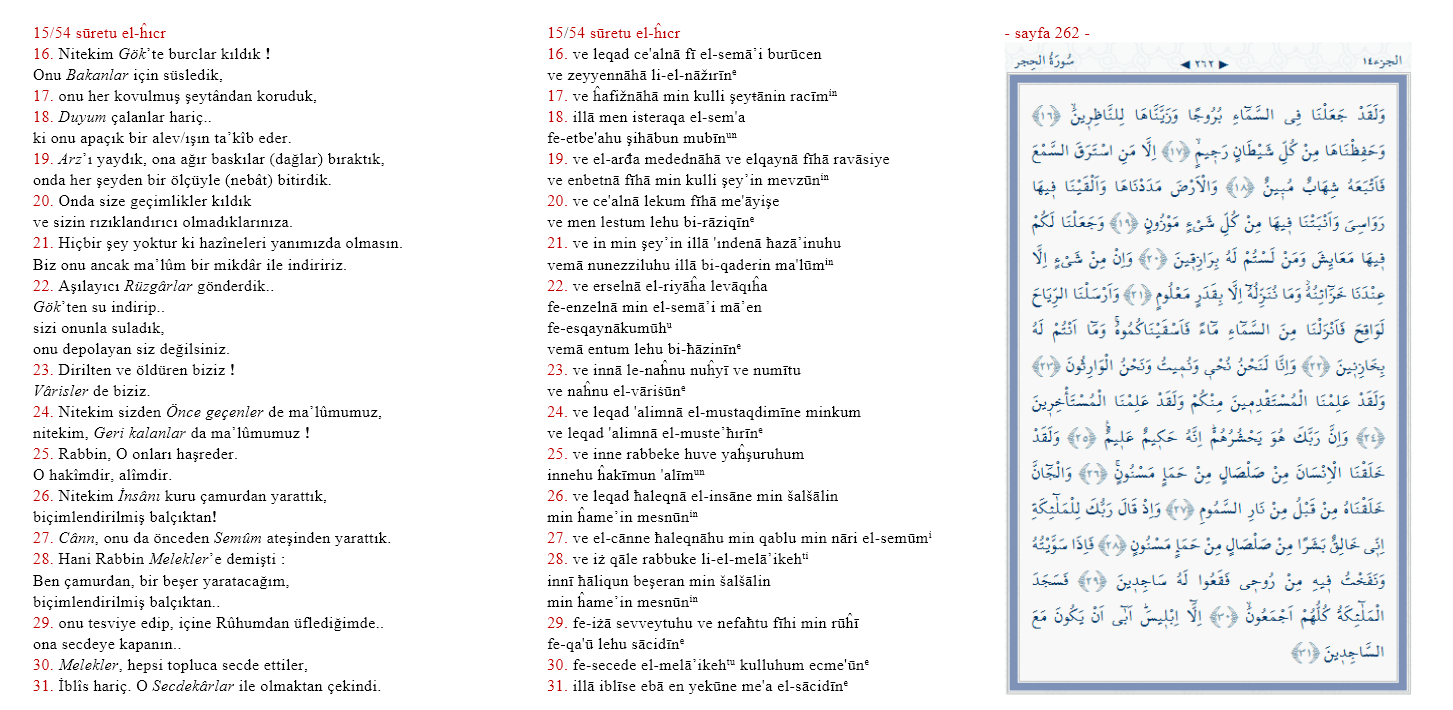 15/54 sūretu el-ĥıcr
16. Nitekim Gök’te burclar kıldık !
Onu Bakanlar için süsledik,
17. onu her kovulmuş şeytândan koruduk,
18. Duyum çalanlar hariç..
ki onu apaçık bir alev/ışın ta’kîb eder.
19. Arz’ı yaydık, ona ağır baskılar (dağlar) bıraktık,
onda her şeyden bir ölçüyle (nebât) bitirdik.
20. Onda size geçimlikler kıldık
ve sizin rızıklandırıcı olmadıklarınıza.
21. Hiçbir şey yoktur ki hazîneleri yanımızda olmasın.
Biz onu ancak ma’lûm bir mikdâr ile indiririz.
22. Aşılayıcı Rüzgârlar gönderdik..
Gök’ten su indirip..
sizi onunla suladık,
onu depolayan siz değilsiniz.
23. Dirilten ve öldüren biziz !
Vârisler de biziz.
24. Nitekim sizden Önce geçenler de ma’lûmumuz,
nitekim, Geri kalanlar da ma’lûmumuz !
25. Rabbin, O onları haşreder.
O hakîmdir, alîmdir.
26. Nitekim İnsânı kuru çamurdan yarattık,
biçimlendirilmiş balçıktan!
27. Cânn, onu da önceden Semûm ateşinden yarattık.
28. Hani Rabbin Melekler’e demişti :
Ben çamurdan, bir beşer yaratacağım,
biçimlendirilmiş balçıktan..
29. onu tesviye edip, içine Rûhumdan üflediğimde..
ona secdeye kapanın..
30. Melekler, hepsi topluca secde ettiler,
31. İblîs hariç. O Secdekârlar ile olmaktan çekindi.
15/54 sūretu el-ĥıcr
16. ve leqad ce'alnā fī el-semā’i burūcen
ve zeyyennāhā li-el-nāžırīnᵉ
17. ve ĥafižnāhā min kulli şeyŧānin racīmⁱⁿ
18. illā men isteraqa el-sem'a
fe-etbe'ahu şihābun mubīnᵘⁿ
19. ve el-arđa medednāhā ve elqaynā fīhā ravāsiye
ve enbetnā fīhā min kulli şey’in mevzūnⁱⁿ
20. ve ce'alnā lekum fīhā me'āyişe
ve men lestum lehu bi-rāziqīnᵉ
21. ve in min şey’in illā 'ındenā ħazā’inuhu
vemā nunezziluhu illā bi-qaderin ma'lūmⁱⁿ
22. ve erselnā el-riyāĥa levāqıĥa
fe-enzelnā min el-semā’i mā’en
fe-esqaynākumūhᵘ
vemā entum lehu bi-ħāzinīnᵉ
23. ve innā le-naĥnu nuĥyī ve numītu
ve naĥnu el-vāriśūnᵉ
24. ve leqad 'alimnā el-mustaqdimīne minkum
ve leqad 'alimnā el-muste’ħırīnᵉ
25. ve inne rabbeke huve yaĥşuruhum
innehu ĥakīmun 'alīmᵘⁿ
26. ve leqad ħaleqnā el-insāne min šalšālin
min ĥame’in mesnūnⁱⁿ
27. ve el-cānne ħaleqnāhu min qablu min nāri el-semūmⁱ
28. ve iż qāle rabbuke li-el-melā’ikehᵗⁱ
innī ħāliqun beşeran min šalšālin
min ĥame’in mesnūnⁱⁿ
29. fe-iżā sevveytuhu ve nefaħtu fīhi min rūĥī
fe-qa'ū lehu sācidīnᵉ
30. fe-secede el-melā’ikehᵗᵘ kulluhum ecme'ūnᵉ
31. illā iblīse ebā en yekūne me'a el-sācidīnᵉ
- sayfa 262 -
الجزء ١٤ ◀ ٢٦٢ ▶ سُورَةُ الْحِجر
وَلَقَدْ جَعَلْنَا فِى السَّمَٓاءِ بُرُوجًا وَزَيَّنَّاهَا لِلنَّاظِرٖينَۙ ﴿١٦﴾
وَحَفِظْنَاهَا مِنْ كُلِّ شَيْطَانٍ رَجٖيمٍۙ ﴿١٧﴾ اِلَّا مَنِ اسْتَرَقَ السَّمْعَ
فَاَتْبَعَهُ شِهَابٌ مُبٖينٌ ﴿١٨﴾ وَالْاَرْضَ مَدَدْنَاهَا وَاَلْقَيْنَا فٖيهَا
رَوَاسِىَ وَاَنْبَتْنَا فٖيهَا مِنْ كُلِّ شَىْءٍ مَوْزُونٍ ﴿١٩﴾ وَجَعَلْنَا لَكُمْ
فٖيهَا مَعَايِشَ وَمَنْ لَسْتُمْ لَهُ بِرَازِقٖينَ ﴿٢٠﴾ وَاِنْ مِنْ شَىْءٍ اِلَّا
عِنْدَنَا خَزَٓائِنُهُۘ وَمَا نُنَزِّلُهُٓ اِلَّا بِقَدَرٍ مَعْلُومٍ ﴿٢١﴾ وَاَرْسَلْنَا الرِّيَاحَ
لَوَاقِحَ فَاَنْزَلْنَا مِنَ السَّمَٓاءِ مَٓاءً فَاَسْقَيْنَاكُمُوهُۚ وَمَٓا اَنْتُمْ لَهُ
بِخَازِنٖينَ ﴿٢٢﴾ وَاِنَّا لَنَحْنُ نُحْيٖ وَنُمٖيتُ وَنَحْنُ الْوَارِثُونَ ﴿٢٣﴾
وَلَقَدْ عَلِمْنَا الْمُسْتَقْدِمٖينَ مِنْكُمْ وَلَقَدْ عَلِمْنَا الْمُسْتَأْخِرٖينَ
﴿٢٤﴾ وَاِنَّ رَبَّكَ هُوَ يَحْشُرُهُمْؕ اِنَّهُ حَكٖيمٌ عَلٖيمٌۚ ﴿٢٥﴾ وَلَقَدْ
خَلَقْنَا الْاِنْسَانَ مِنْ صَلْصَالٍ مِنْ حَمَاٍ مَسْنُونٍۚ ﴿٢٦﴾ وَالْجَٓانَّ
خَلَقْنَاهُ مِنْ قَبْلُ مِنْ نَارِ السَّمُومِ ﴿٢٧﴾ وَاِذْ قَالَ رَبُّكَ لِلْمَلٰٓئِكَةِ
اِنّٖى خَالِقٌ بَشَرًا مِنْ صَلْصَالٍ مِنْ حَمَاٍ مَسْنُونٍ ﴿٢٨﴾ فَاِذَا سَوَّيْتُهُ
وَنَفَخْتُ فٖيهِ مِنْ رُوحٖى فَقَعُوا لَهُ سَاجِدٖينَ ﴿٢٩﴾ فَسَجَدَ
الْمَلٰٓئِكَةُ كُلُّهُمْ اَجْمَعُونَۙ ﴿٣٠﴾ اِلَّٓا اِبْلٖيسَؕ اَبٰٓى اَنْ يَكُونَ مَعَ
السَّاجِدٖينَ ﴿٣١﴾